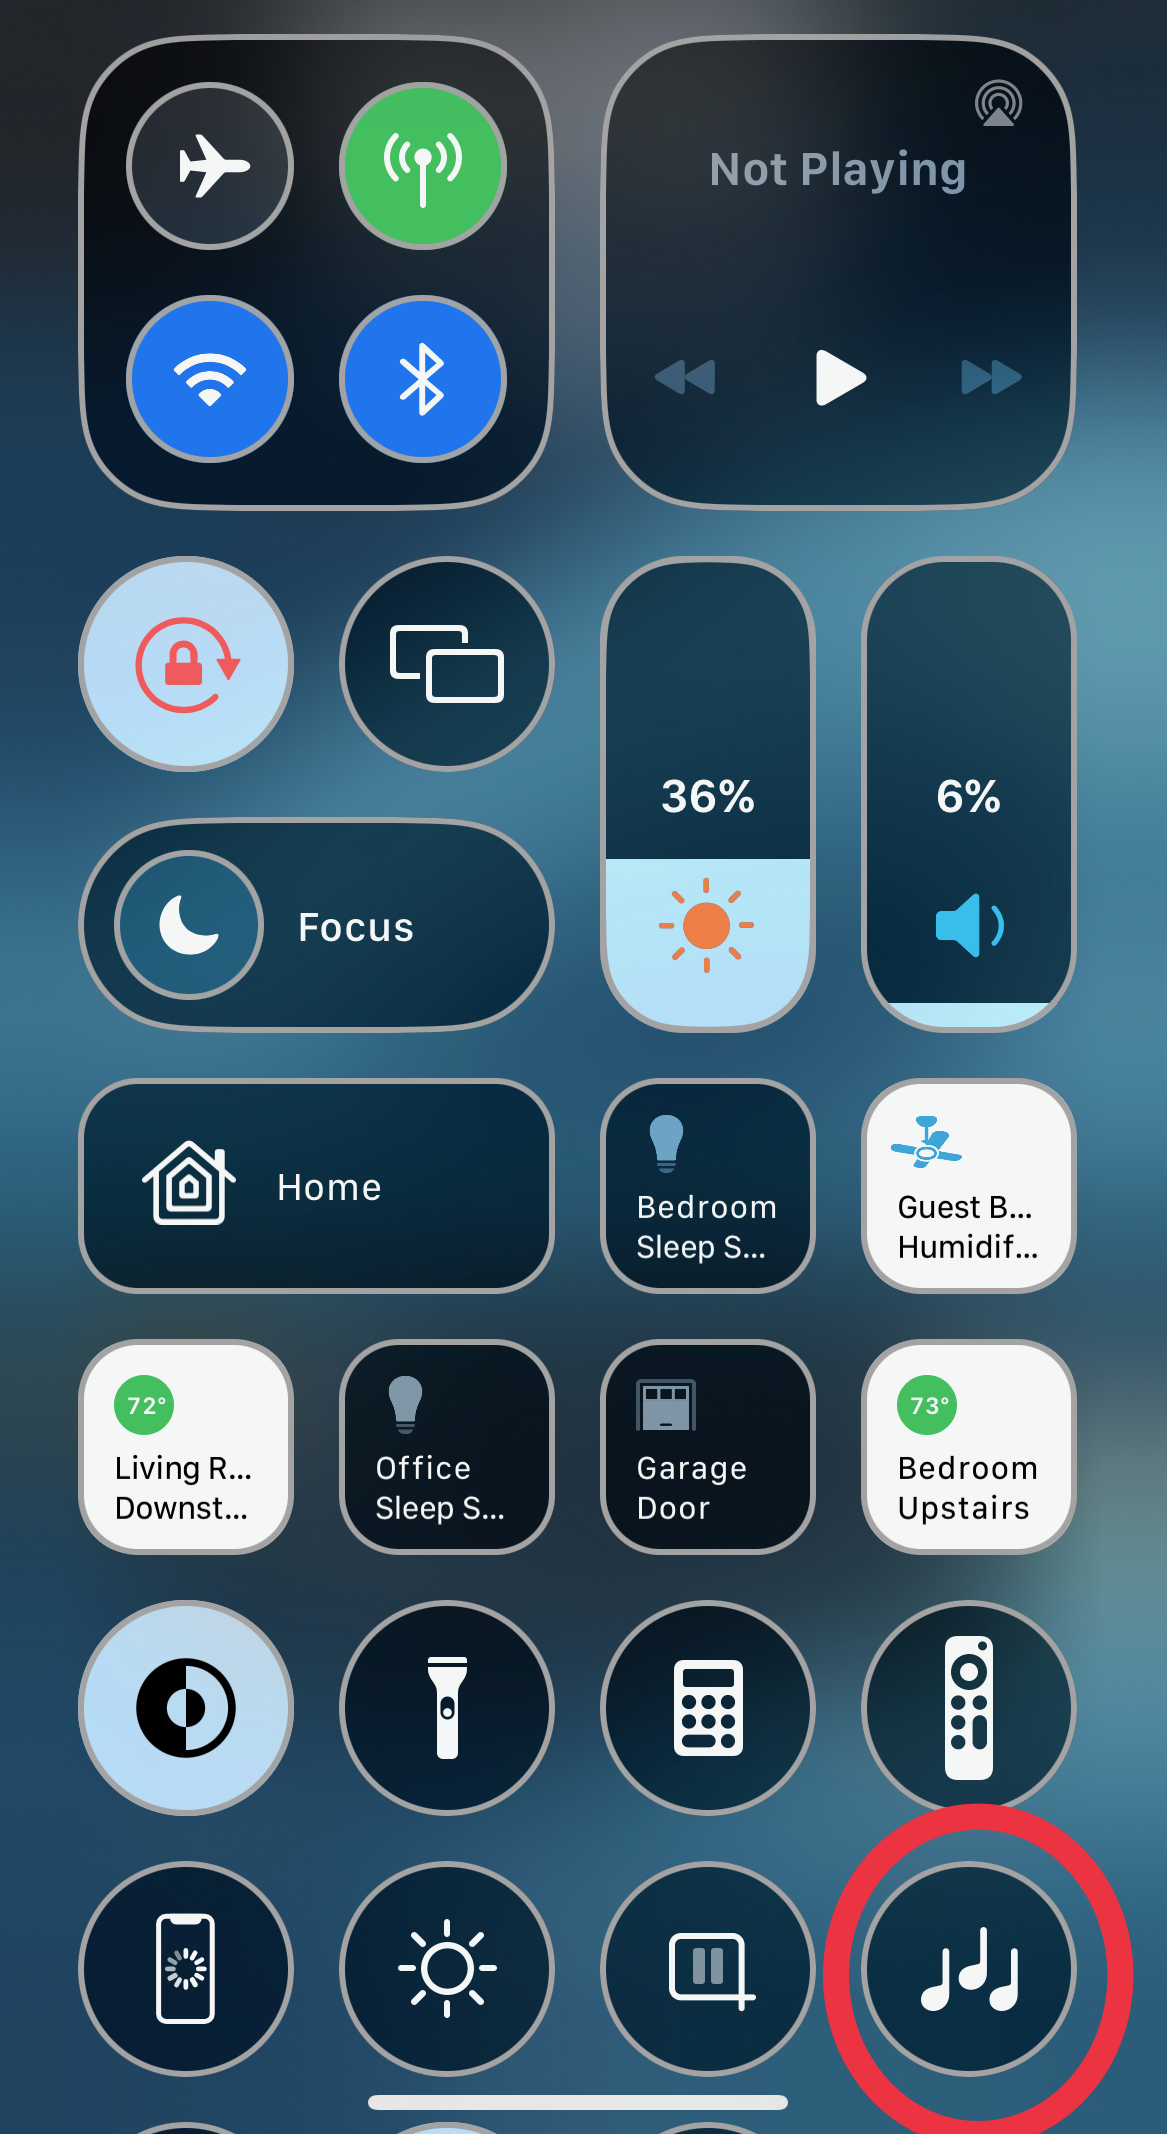 Not Playing
36%
6%
Focus
Home
Bedroom
Sleep S...
Guest B...
Humidif...
72°
Living R...
Downst...
Office
Sleep S...
Garage
Door
73°
Bedroom
Upstairs